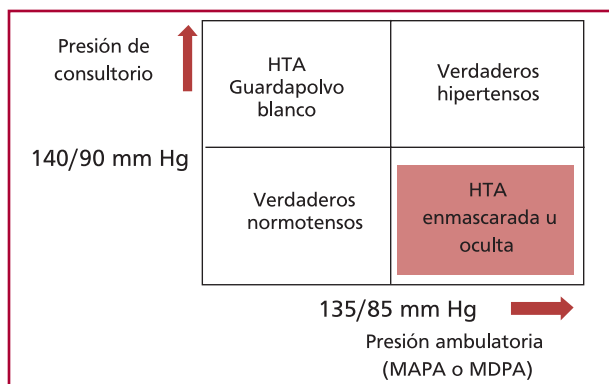 Presión de
consultorio
HTA
Guardapolvo
blanco
Verdaderos
hipertensos
140/90 mm Hg
Verdaderos
normotensos
HTA
enmascarada u
oculta
135/85 mm Hg
Presión ambulatoria
(MAPA o MDPA)